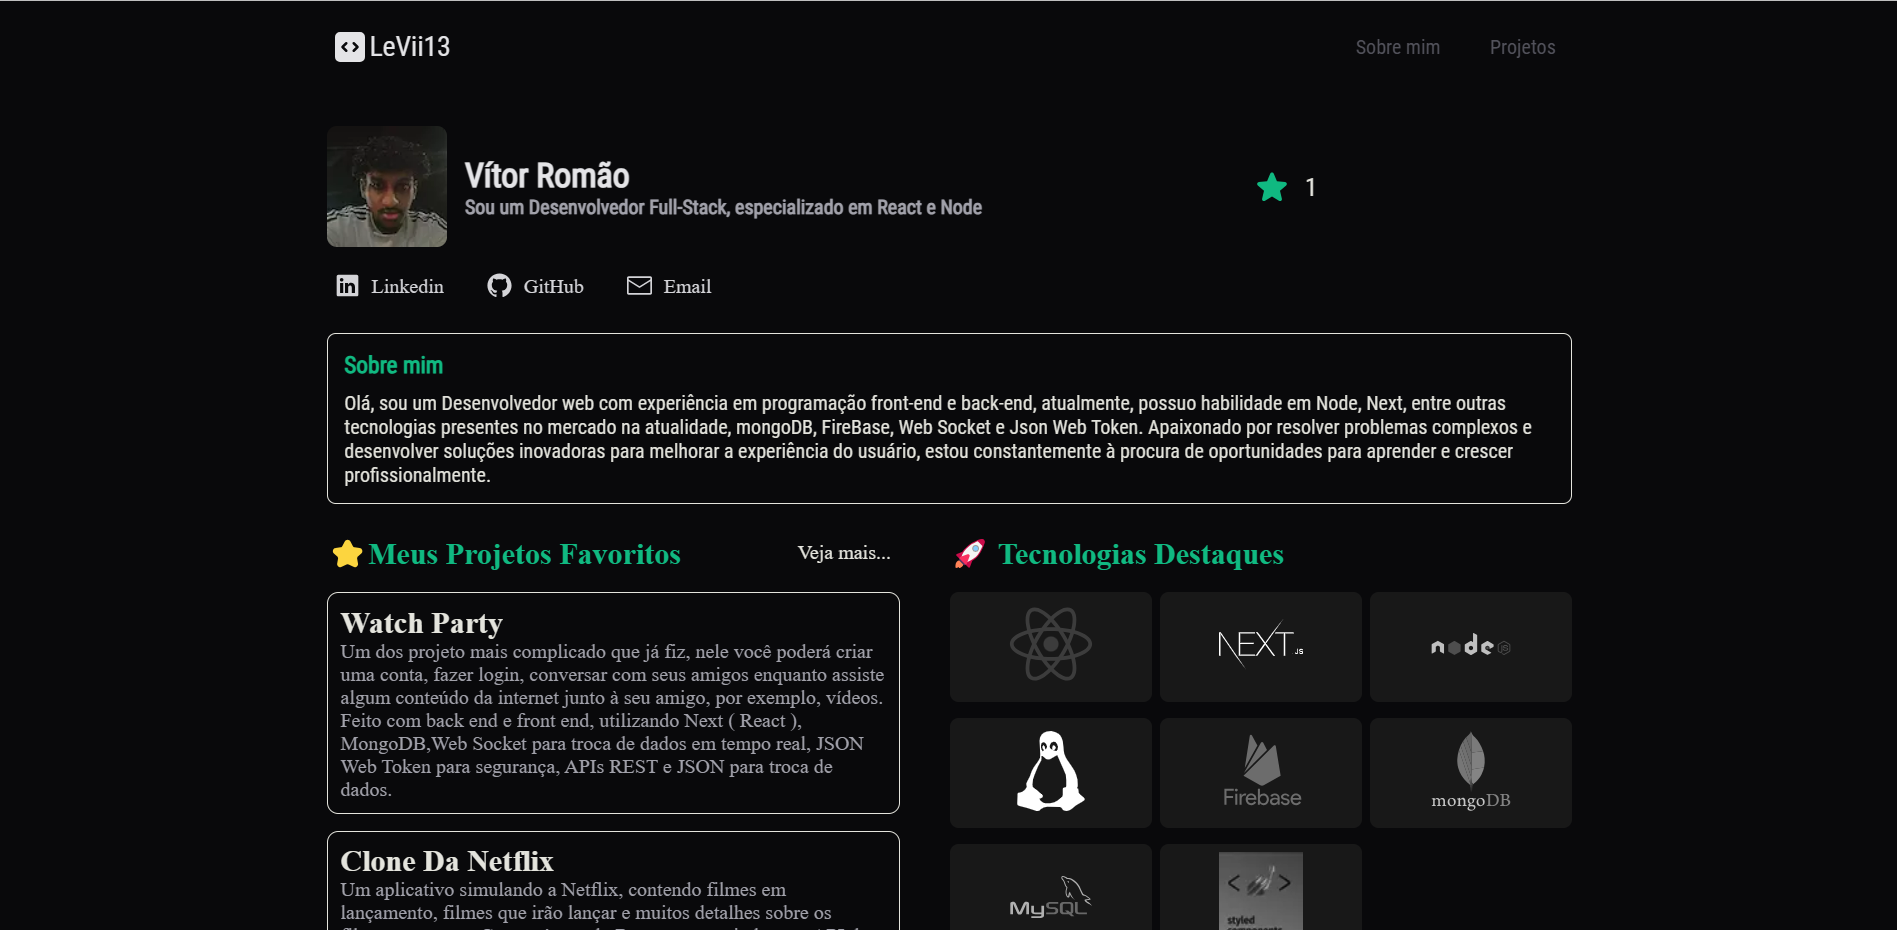 LeVii13
Sobre mim
Projetos
Vítor Romão
Sou um Desenvolvedor Full-Stack, especializado em React e Node
1
Linkedin
GitHub
Email
Sobre mim
Olá, sou um Desenvolvedor web com experiência em programação front-end e back-end, atualmente, possuo habilidade em Node, Next, entre outras
tecnologias presentes no mercado na atualidade, mongoDB, FireBase, Web Socket e Json Web Token. Apaixonado por resolver problemas complexos e
desenvolver soluções inovadoras para melhorar a experiência do usuário, estou constantemente à procura de oportunidades para aprender e crescer
profissionalmente.
Meus Projetos Favoritos
Veja mais...
Watch Party
Um dos projeto mais complicado que já fiz, nele você poderá criar
uma conta, fazer login, conversar com seus amigos enquanto assiste
algum conteúdo da internet junto à seu amigo, por exemplo, vídeos.
Feito com back end e front end, utilizando Next ( React ),
MongoDB,Web Socket para troca de dados em tempo real, JSON
Web Token para segurança, APIs REST e JSON para troca de
dados.
Clone Da Netflix
Um aplicativo simulando a Netflix, contendo filmes em
lançamento, filmes que irão lançar e muitos detalhes sobre os
Tecnologias Destaques
NEXT.JS
node JS
Firebase
mongoDB
MySQL
styled
components